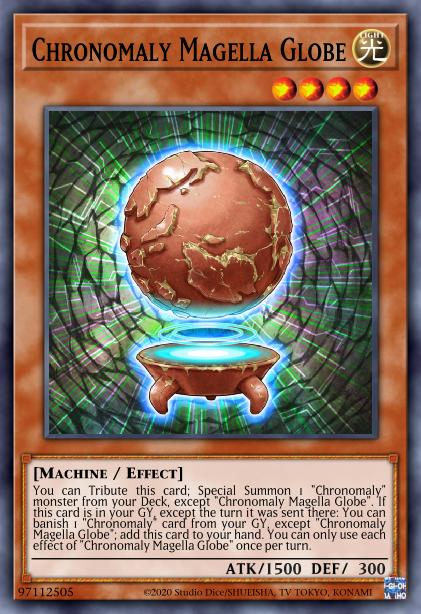 CHRONOMALY MAGELLA GLOBE
LIGHT
光
[MACHINE / EFFECT]
You can Tribute this card; Special Summon 1 "Chronomaly"
monster from your Deck, except "Chronomaly Magella Globe". If
this card is in your GY, except the turn it was sent there: You can
banish 1 "Chronomaly" card from your GY, except "Chronomaly
Magella Globe"; add this card to your hand. You can only use each
effect of "Chronomaly Magella Globe" once per turn.
ATK/1500 DEF/ 300
97112505
©2020 Studio Dice/SHUEISHA, TV TOKYO, KONAMI